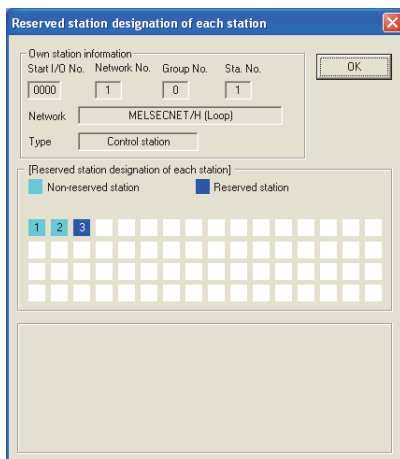 Reserved station designation of each station
Own station information
Start I/O No. Network No. Group No. Sta. No.
0000 1 0 1
OK
Network MELSECNET/H (Loop)
Type Control station
[Reserved station designation of each station]
Non-reserved station Reserved station
1 2 3